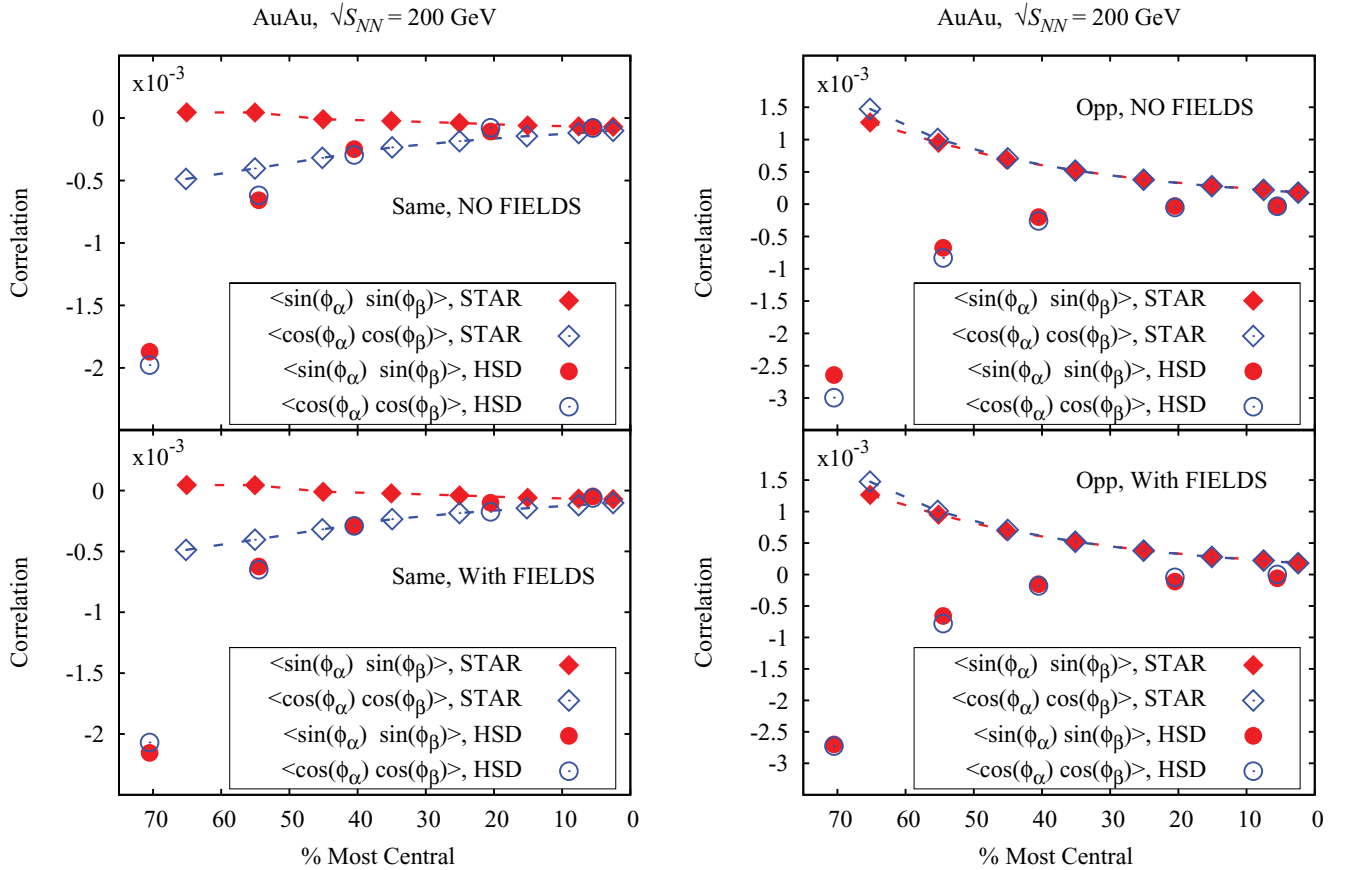 AuAu, √S_NN = 200 GeV
x10^-3
Correlation
0
-0.5
-1
-1.5
-2
Same, NO FIELDS
<sin(ϕ_α) sin(ϕ_β)>, STAR
<cos(ϕ_α) cos(ϕ_β)>, STAR
<sin(ϕ_α) sin(ϕ_β)>, HSD
<cos(ϕ_α) cos(ϕ_β)>, HSD
x10^-3
Correlation
0
-0.5
-1
-1.5
-2
Same, With FIELDS
<sin(ϕ_α) sin(ϕ_β)>, STAR
<cos(ϕ_α) cos(ϕ_β)>, STAR
<sin(ϕ_α) sin(ϕ_β)>, HSD
<cos(ϕ_α) cos(ϕ_β)>, HSD
70 60 50 40 30 20 10 0
% Most Central
AuAu, √S_NN = 200 GeV
x10^-3
Correlation
1.5
1
0.5
0
-0.5
-1
-1.5
-2
-2.5
-3
Opp, NO FIELDS
<sin(ϕ_α) sin(ϕ_β)>, STAR
<cos(ϕ_α) cos(ϕ_β)>, STAR
<sin(ϕ_α) sin(ϕ_β)>, HSD
<cos(ϕ_α) cos(ϕ_β)>, HSD
x10^-3
Correlation
1.5
1
0.5
0
-0.5
-1
-1.5
-2
-2.5
-3
Opp, With FIELDS
<sin(ϕ_α) sin(ϕ_β)>, STAR
<cos(ϕ_α) cos(ϕ_β)>, STAR
<sin(ϕ_α) sin(ϕ_β)>, HSD
<cos(ϕ_α) cos(ϕ_β)>, HSD
70 60 50 40 30 20 10 0
% Most Central